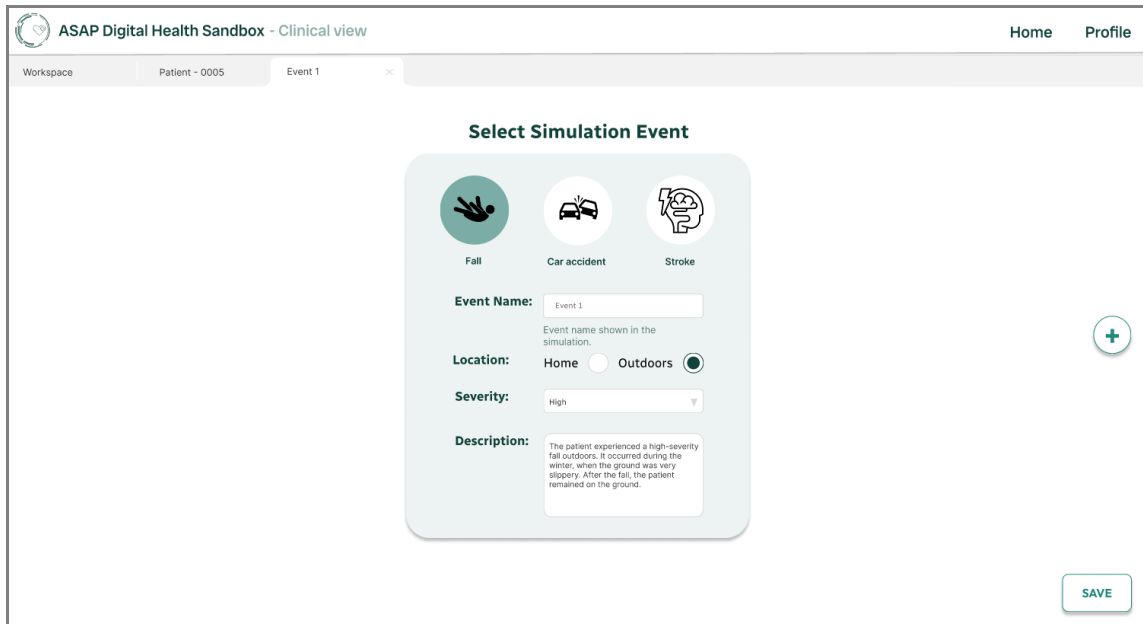 ASAP Digital Health Sandbox - Clinical view
Home Profile
Workspace Patient - 0005 Event 1
Select Simulation Event
Fall Car accident Stroke
Event Name: Event 1
Event name shown in the
simulation.
Location: Home Outdoors
Severity: High
Description: The patient experienced a high-severity
fall outdoors. It occurred during the
winter, when the ground was very
slippery. After the fall, the patient
remained on the ground.
SAVE